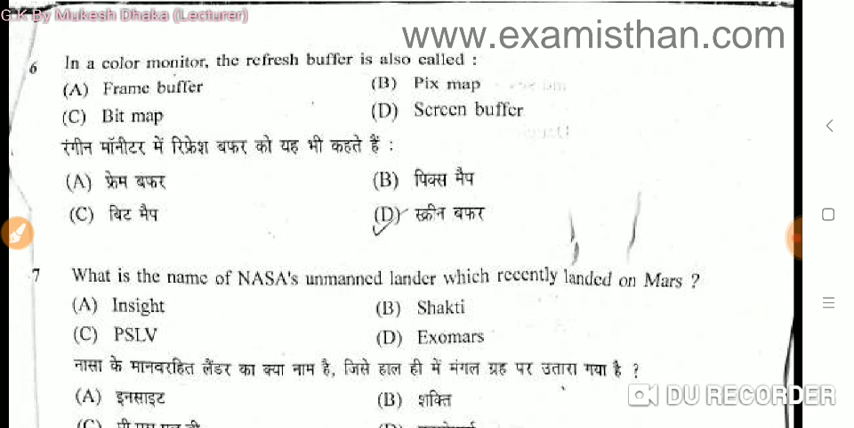 G.K By Mukesh Dhaka (Lecturer)
www.examisthan.com
6 In a color monitor, the refresh buffer is also called :
(A) Frame buffer (B) Pix map
(C) Bit map (D) Screen buffer
रंगीन मॉनीटर में रिफ्रेश बफर को यह भी कहते हैं :
(A) फ्रेम बफर (B) पिक्स मैप
(C) बिट मैप (D) स्क्रीन बफर
7 What is the name of NASA's unmanned lander which recently landed on Mars ?
(A) Insight (B) Shakti
(C) PSLV (D) Exomars
नासा के मानवरहित लैंडर का क्या नाम है, जिसे हाल ही में मंगल ग्रह पर उतारा गया है ?
(A) इनसाइट (B) शक्ति
DU RECORDER
(C) (D)